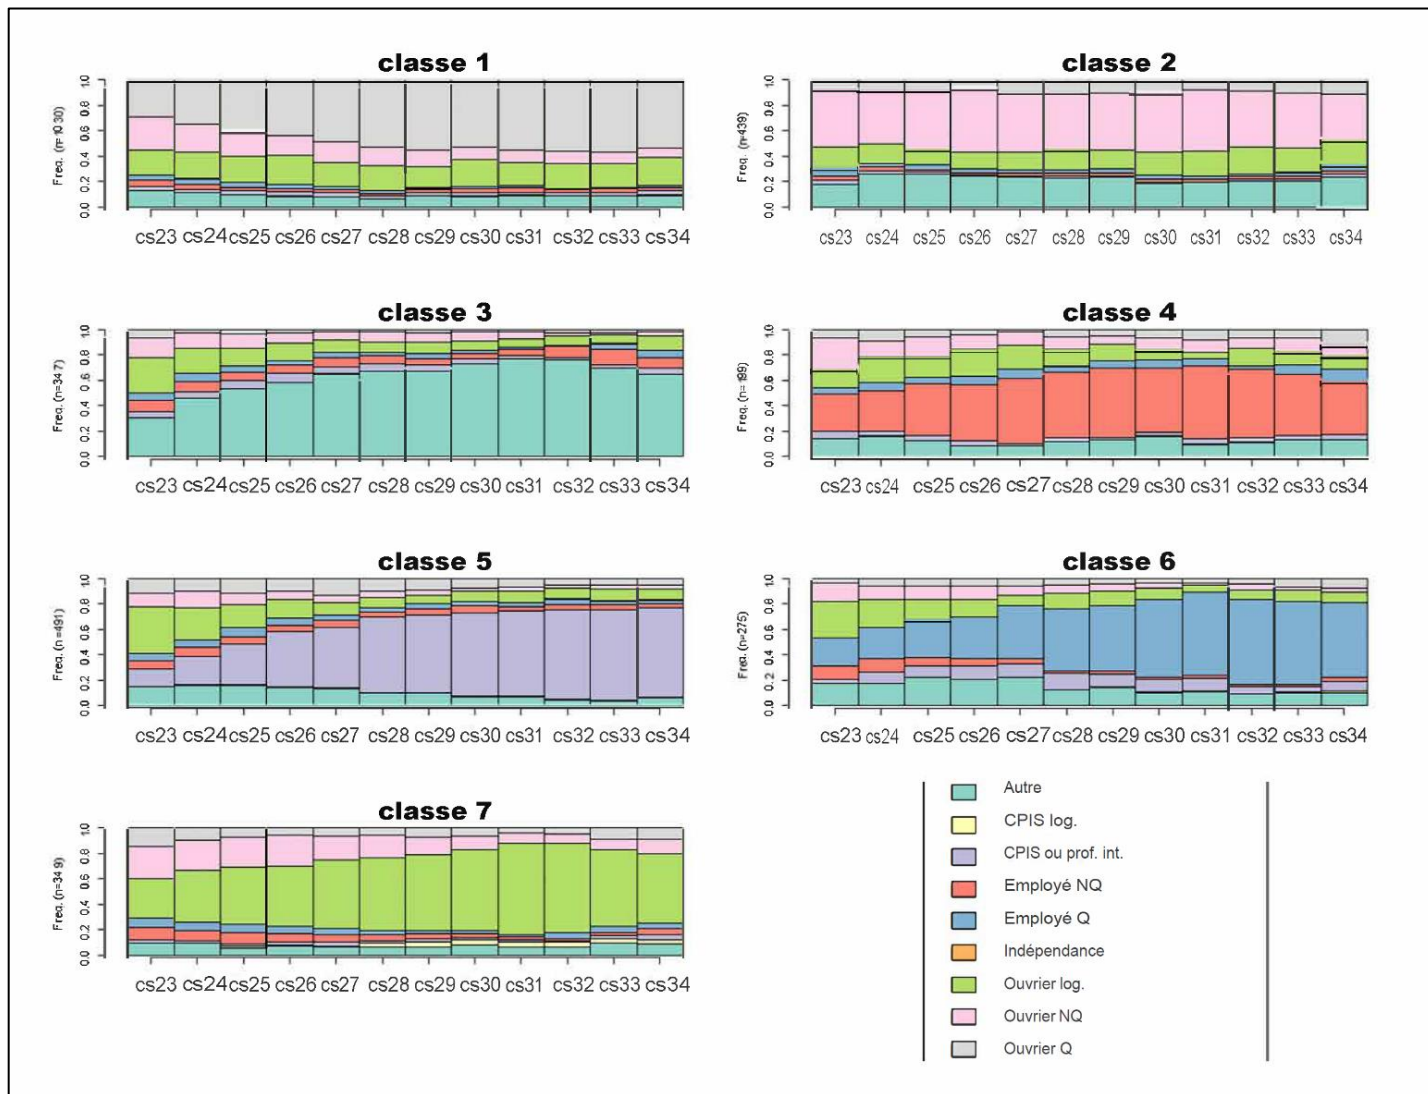 classe 1
Freq. (n=1030)
0.0 0.2 0.4 0.6 0.8 1.0
cs23 cs24 cs25 cs26 cs27 cs28 cs29 cs30 cs31 cs32 cs33 cs34
classe 2
Freq. (n=439)
0.0 0.2 0.4 0.6 0.8 1.0
cs23 cs24 cs25 cs26 cs27 cs28 cs29 cs30 cs31 cs32 cs33 cs34
classe 3
Freq. (n=347)
0.0 0.2 0.4 0.6 0.8 1.0
cs23 cs24 cs25 cs26 cs27 cs28 cs29 cs30 cs31 cs32 cs33 cs34
classe 4
Freq. (n=199)
0.0 0.2 0.4 0.6 0.8 1.0
cs23 cs24 cs25 cs26 cs27 cs28 cs29 cs30 cs31 cs32 cs33 cs34
classe 5
Freq. (n=491)
0.0 0.2 0.4 0.6 0.8 1.0
cs23 cs24 cs25 cs26 cs27 cs28 cs29 cs30 cs31 cs32 cs33 cs34
classe 6
Freq. (n=275)
0.0 0.2 0.4 0.6 0.8 1.0
cs23 cs24 cs25 cs26 cs27 cs28 cs29 cs30 cs31 cs32 cs33 cs34
classe 7
Freq. (n=349)
0.0 0.2 0.4 0.6 0.8 1.0
cs23 cs24 cs25 cs26 cs27 cs28 cs29 cs30 cs31 cs32 cs33 cs34
Autre
CPIS log.
CPIS ou prof. int.
Employé NQ
Employé Q
Indépendance
Ouvrier log.
Ouvrier NQ
Ouvrier Q